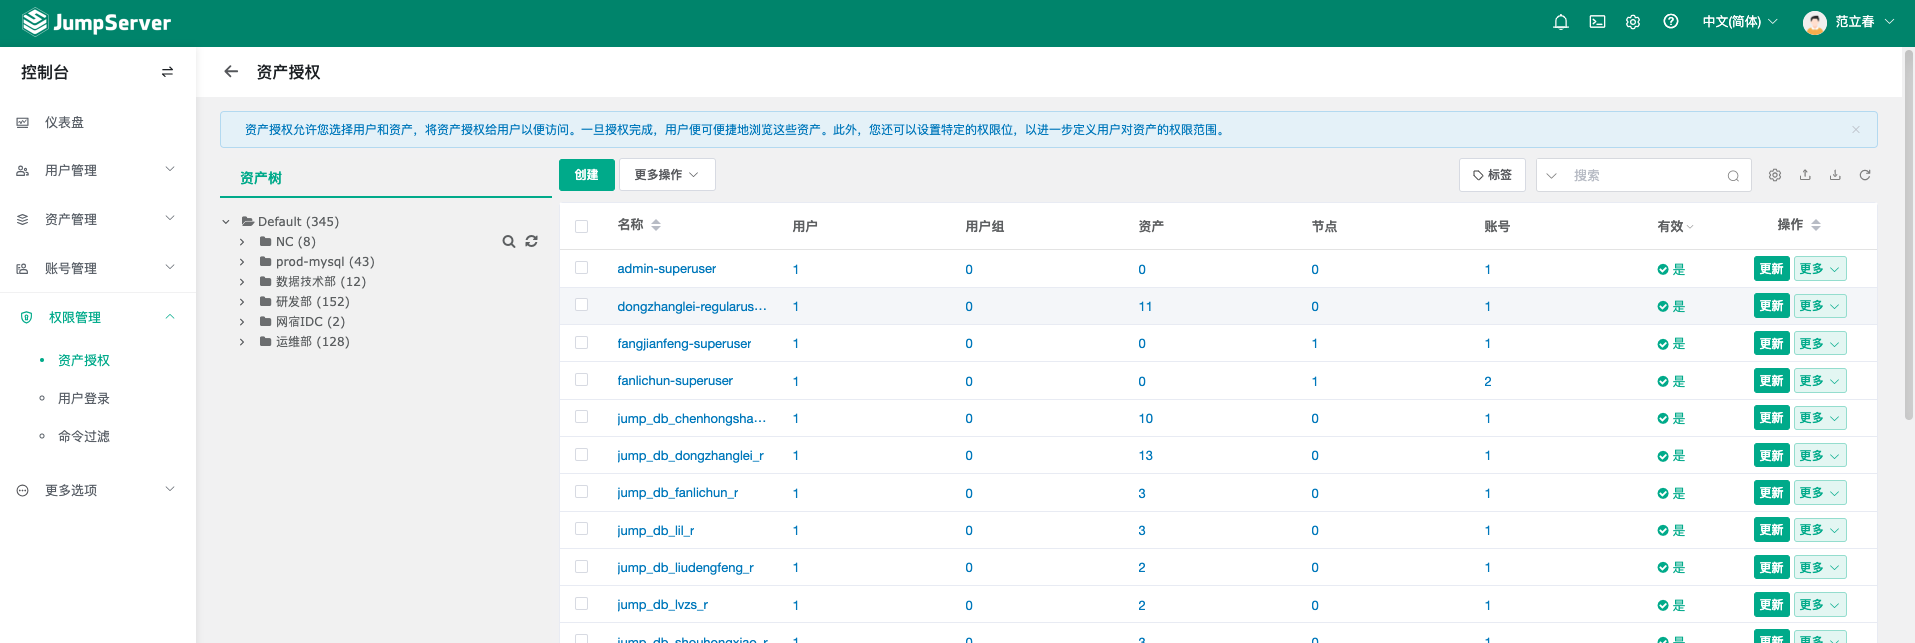 JumpServer
中文(简体)
范立春
控制台
资产授权
仪表盘
用户管理
资产管理
账号管理
权限管理
资产授权
用户登录
命令过滤
更多选项
资产授权允许您选择用户和资产，将资产授权给用户以便访问。一旦授权完成，用户便可便捷地浏览这些资产。此外，您还可以设置特定的权限位，以进一步定义用户对资产的权限范围。
资产树
Default (345)
NC (8)
prod-mysql (43)
数据技术部 (12)
研发部 (152)
网宿IDC (2)
运维部 (128)
创建 更多操作 标签 搜索
名称 用户 用户组 资产 节点 账号 有效 操作
admin-superuser 1 0 0 0 1 是 更新 更多
dongzhanglei-regularus... 1 0 11 0 1 是 更新 更多
fangjianfeng-superuser 1 0 0 1 1 是 更新 更多
fanlichun-superuser 1 0 0 1 2 是 更新 更多
jump_db_chenhongsha... 1 0 10 0 1 是 更新 更多
jump_db_dongzhanglei_r 1 0 13 0 1 是 更新 更多
jump_db_fanlichun_r 1 0 3 0 1 是 更新 更多
jump_db_lil_r 1 0 3 0 1 是 更新 更多
jump_db_liudengfeng_r 1 0 2 0 1 是 更新 更多
jump_db_lvzs_r 1 0 2 0 1 是 更新 更多
1 0 3 0 1 是 更新 更多